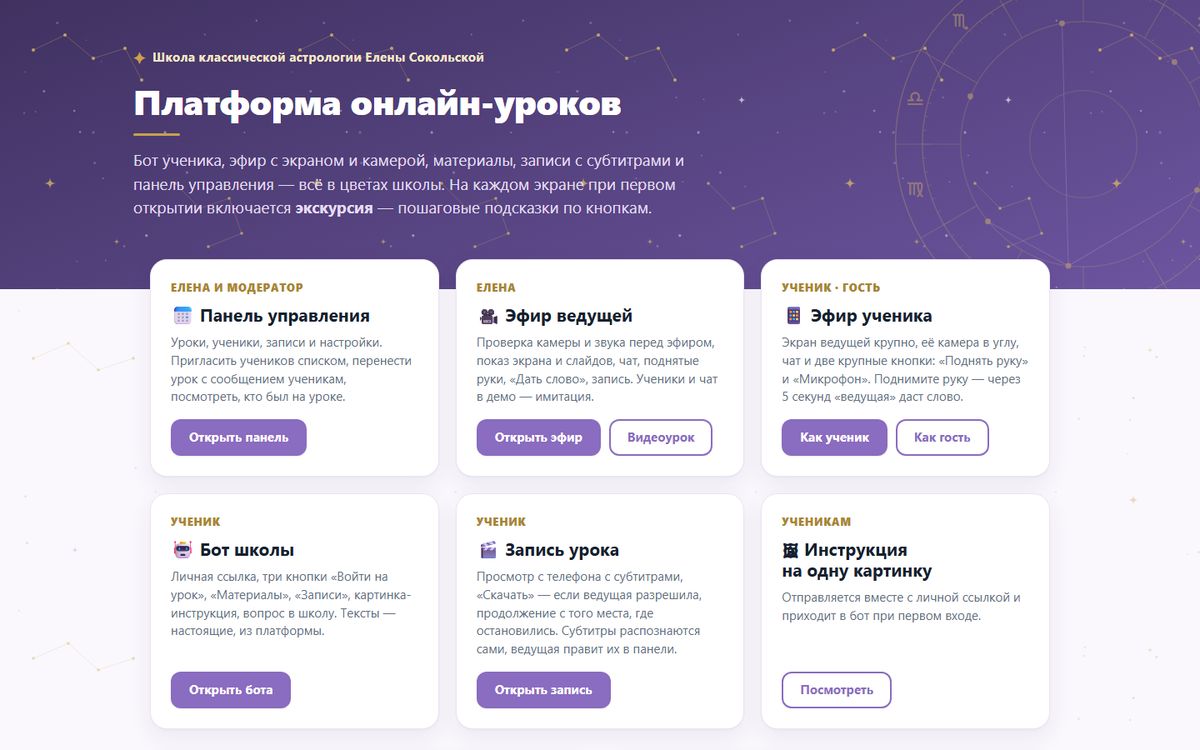 Школа классической астрологии Елены Сокольской
Платформа онлайн-уроков
Бот ученика, эфир с экраном и камерой, материалы, записи с субтитрами и
панель управления — всё в цветах школы. На каждом экране при первом
открытии включается экскурсия — пошаговые подсказки по кнопкам.
ЕЛЕНА И МОДЕРАТОР
Панель управления
Уроки, ученики, записи и настройки.
Пригласить учеников списком, перенести
урок с сообщением ученикам,
посмотреть, кто был на уроке.
Открыть панель
ЕЛЕНА
Эфир ведущей
Проверка камеры и звука перед эфиром,
показ экрана и слайдов, чат, поднятые
руки, «Дать слово», запись. Ученики и чат
в демо — имитация.
Открыть эфир
Видеоурок
УЧЕНИК · ГОСТЬ
Эфир ученика
Экран ведущей крупно, её камера в углу,
чат и две крупные кнопки: «Поднять руку»
и «Микрофон». Поднимите руку — через
5 секунд «ведущая» даст слово.
Как ученик
Как гость
УЧЕНИК
Бот школы
Личная ссылка, три кнопки «Войти на
урок», «Материалы», «Записи», картинка-
инструкция, вопрос в школу. Тексты —
настоящие, из платформы.
Открыть бота
УЧЕНИК
Запись урока
Просмотр с телефона с субтитрами,
«Скачать» — если ведущая разрешила,
продолжение с того места, где
остановились. Субтитры распознаются
сами, ведущая правит их в панели.
Открыть запись
УЧЕНИКАМ
Инструкция
на одну картинку
Отправляется вместе с личной ссылкой и
приходит в бот при первом входе.
Посмотреть